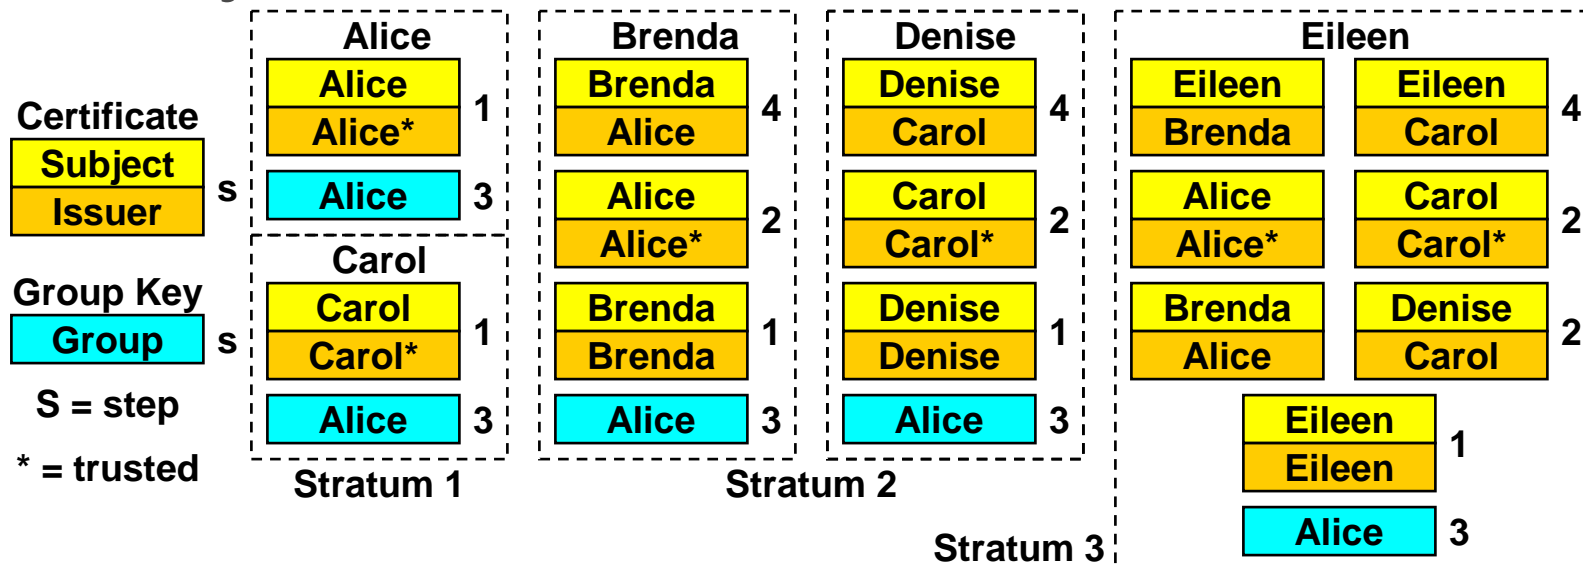 Certificate
Subject
Issuer
s
Group Key
Group
s
S = step
* = trusted
Alice
Alice
Alice*
1
Alice
3
Carol
Carol
Carol*
1
Alice
3
Stratum 1
Brenda
Brenda
Alice
4
Alice
Alice*
2
Brenda
Brenda
1
Alice
3
Denise
Denise
Carol
4
Carol
Carol*
2
Denise
Denise
1
Alice
3
Stratum 2
Eileen
Eileen
Brenda
Eileen
Carol
4
Alice
Alice*
Carol
Carol*
2
Brenda
Alice
Denise
Carol
2
Eileen
Eileen
1
Alice
3
Stratum 3